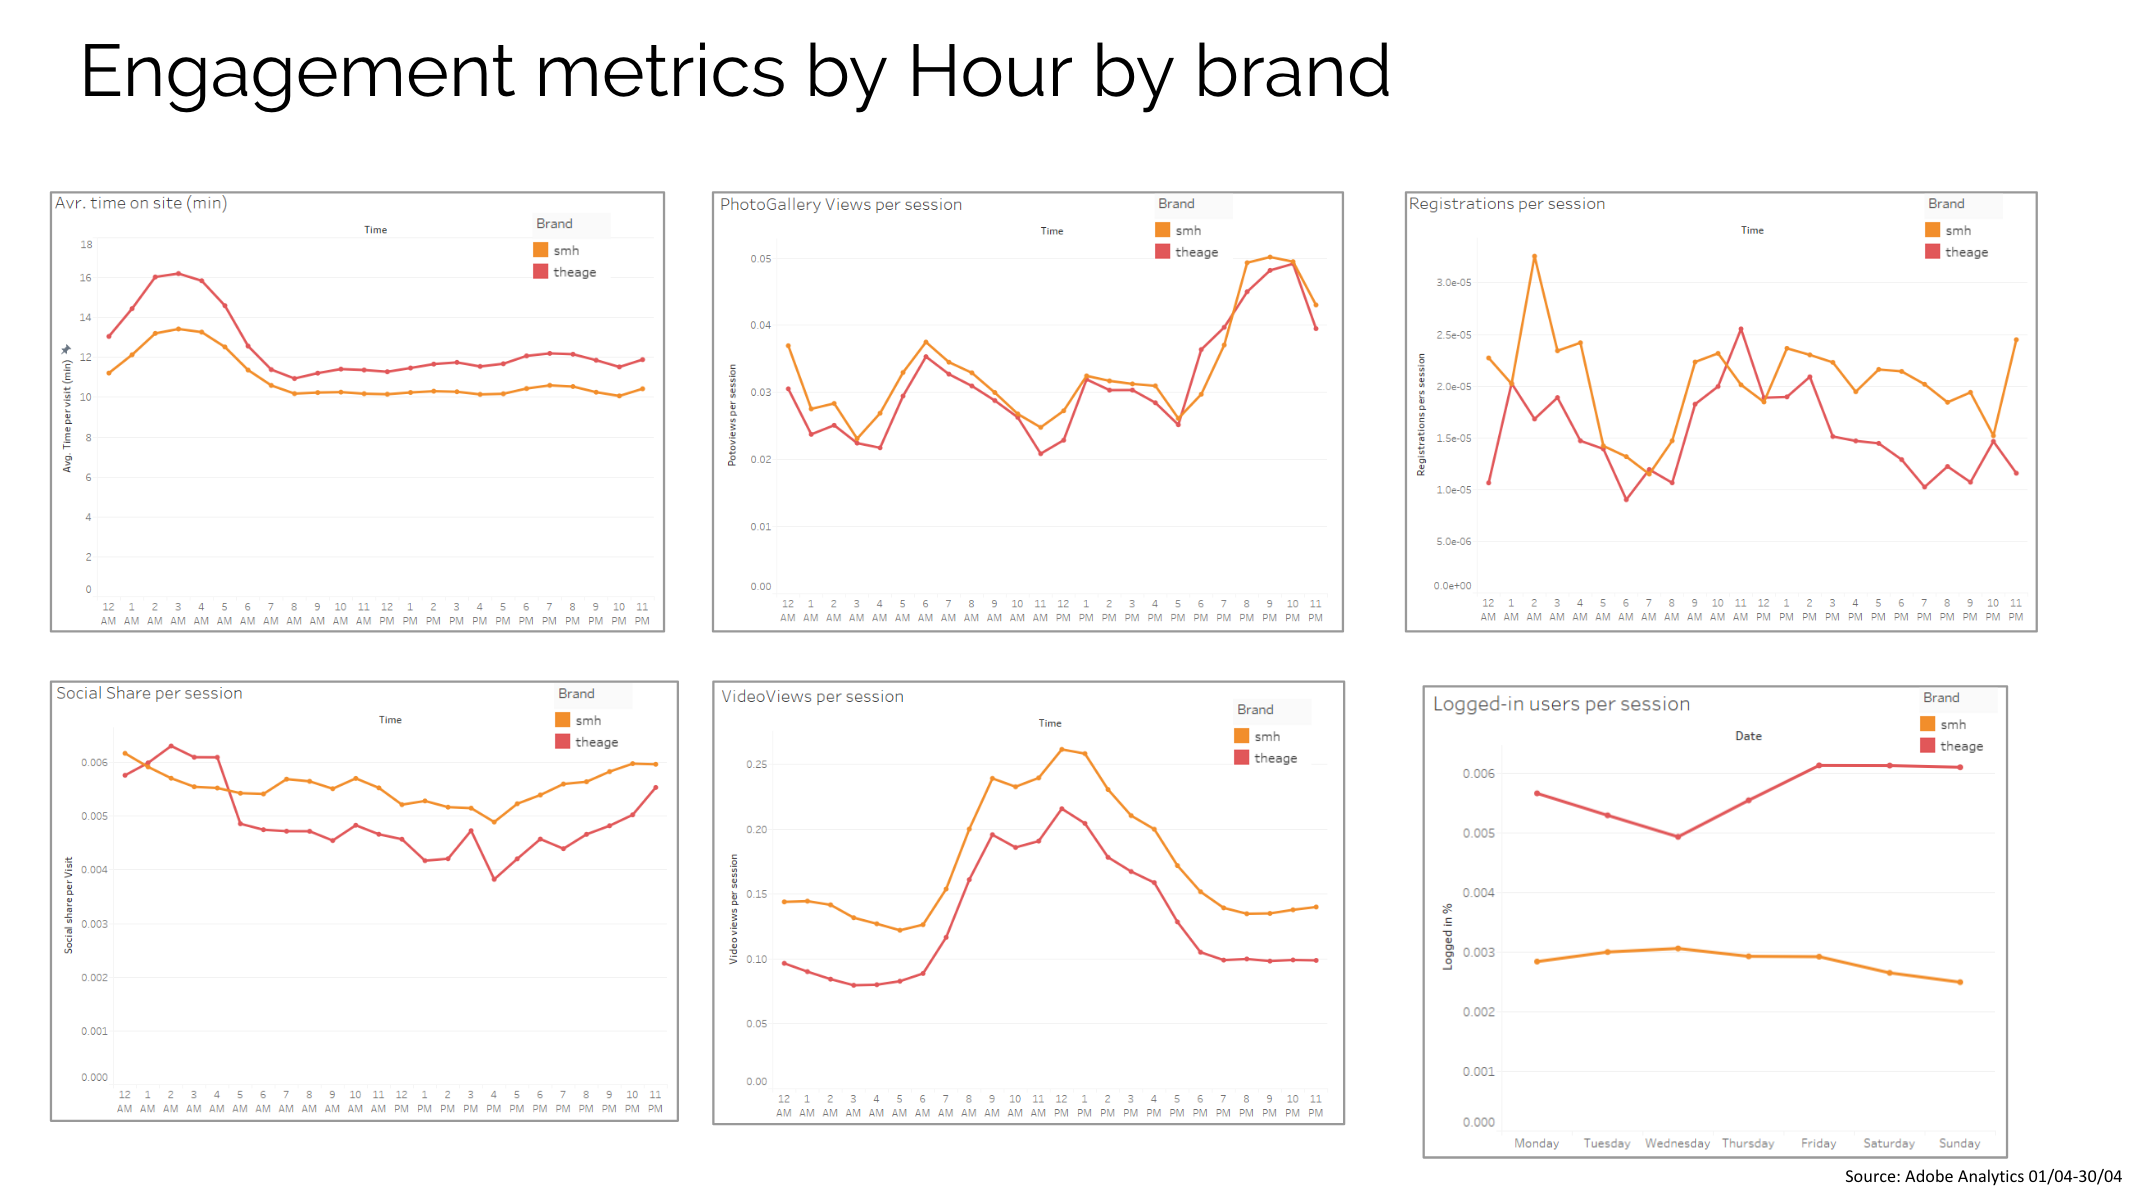 Engagement metrics by Hour by brand
Avr. time on site (min)
Brand
Time
smh
theage
18
16
14
12
10
8
6
4
2
0
Avg. Time per visit (min)
12 1 2 3 4 5 6 7 8 9 10 11 12 1 2 3 4 5 6 7 8 9 10 11
AM AM AM AM AM AM AM AM AM AM AM AM PM PM PM PM PM PM PM PM PM PM PM PM
PhotoGallery Views per session
Brand
Time
smh
theage
0.05
0.04
0.03
0.02
0.01
0.00
Potoviews per session
12 1 2 3 4 5 6 7 8 9 10 11 12 1 2 3 4 5 6 7 8 9 10 11
AM AM AM AM AM AM AM AM AM AM AM AM PM PM PM PM PM PM PM PM PM PM PM PM
Registrations per session
Brand
Time
smh
theage
3.0e-05
2.5e-05
2.0e-05
1.5e-05
1.0e-05
5.0e-06
0.0e+00
Registrations pers session
12 1 2 3 4 5 6 7 8 9 10 11 12 1 2 3 4 5 6 7 8 9 10 11
AM AM AM AM AM AM AM AM AM AM AM AM PM PM PM PM PM PM PM PM PM PM PM PM
Social Share per session
Brand
Time
smh
theage
0.006
0.005
0.004
0.003
0.002
0.001
0.000
Social share per Visit
12 1 2 3 4 5 6 7 8 9 10 11 12 1 2 3 4 5 6 7 8 9 10 11
AM AM AM AM AM AM AM AM AM AM AM AM PM PM PM PM PM PM PM PM PM PM PM PM
VideoViews per session
Brand
Time
smh
theage
0.25
0.20
0.15
0.10
0.05
0.00
Video views per session
12 1 2 3 4 5 6 7 8 9 10 11 12 1 2 3 4 5 6 7 8 9 10 11
AM AM AM AM AM AM AM AM AM AM AM AM PM PM PM PM PM PM PM PM PM PM PM PM
Logged-in users per session
Brand
Date
smh
theage
0.006
0.005
0.004
0.003
0.002
0.001
0.000
Logged in %
Monday Tuesday Wednesday Thursday Friday Saturday Sunday
Source: Adobe Analytics 01/04-30/04